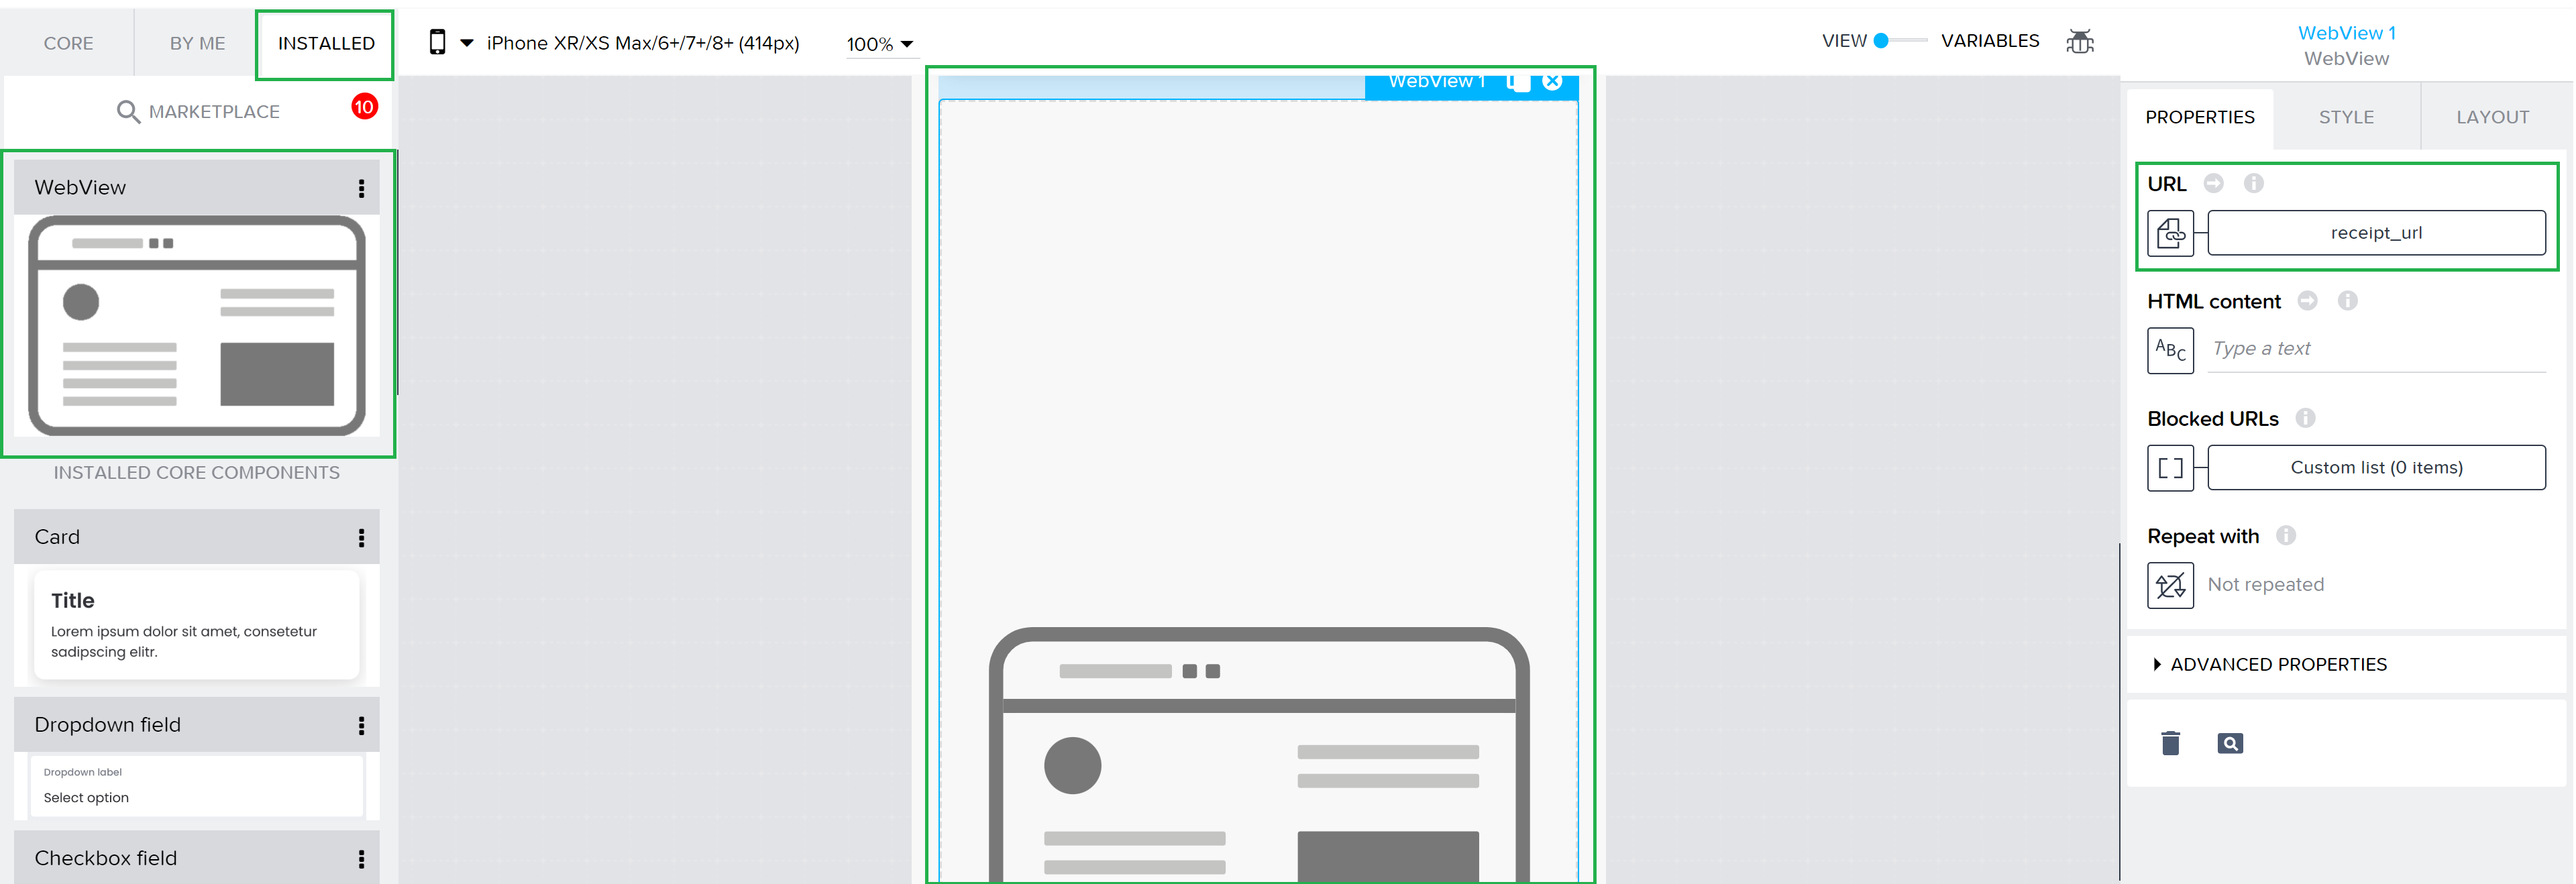 CORE
BY ME
INSTALLED
iPhone XR/XS Max/6+/7+/8+ (414px)
100%
VIEW
VARIABLES
WebView 1
WebView
MARKETPLACE
10
WebView
INSTALLED CORE COMPONENTS
Card
Title
Lorem ipsum dolor sit amet, consetetur
sadipscing elitr.
Dropdown field
Dropdown label
Select option
Checkbox field
WebView 1
PROPERTIES
STYLE
LAYOUT
URL
receipt_url
HTML content
ABC
Type a text
Blocked URLs
Custom list (0 items)
Repeat with
Not repeated
ADVANCED PROPERTIES